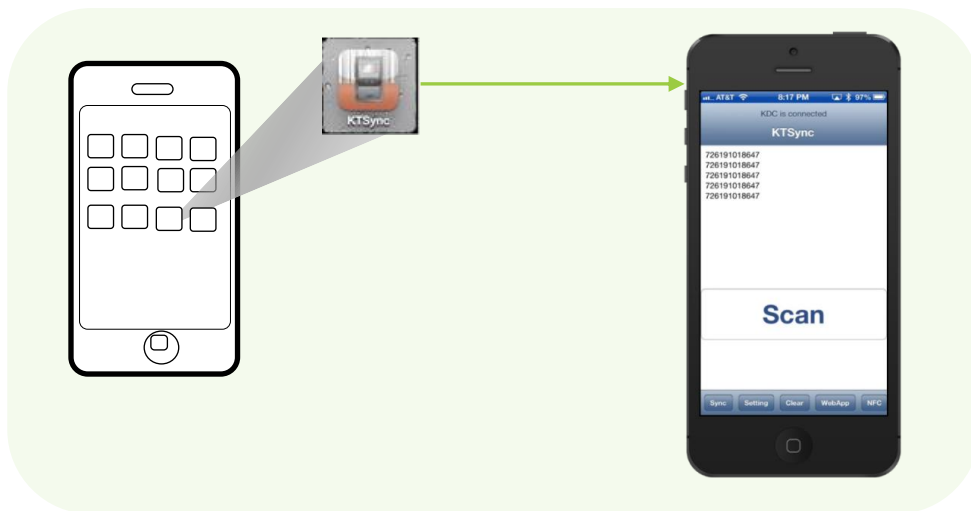 KTSync
AT&T 8:17 PM 97%
KDC is connected
KTSync
726191018647
726191018647
726191018647
726191018647
726191018647
Scan
Sync Setting Clear WebApp NFC